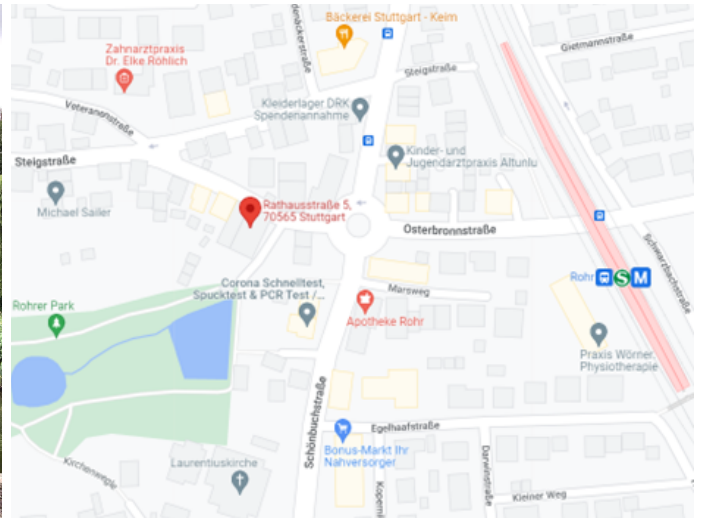 Bäckerei Stuttgart - Keim
Gietmannstraße
Zahnarztpraxis
Dr. Elke Röhlich
Steigstraße
Kleiderlager DRK
Spendenannahme
Veteranenstraße
Kinder- und
Jugendarztpraxis Altunlu
Steigstraße
Michael Sailer
Rathausstraße 5,
70565 Stuttgart
Osterbronnstraße
Schwarzbachstraße
Rohr
S
M
Corona Schnelltest,
Spucktest & PCR Test /...
Marsweg
Rohrer Park
Apotheke Rohr
Praxis Wörner.
Physiotherapie
Schönbuchstraße
Egelhaafstraße
Bonus-Markt Ihr
Nahversorger
Laurentiuskirche
Darwinstraße
Kleiner Weg